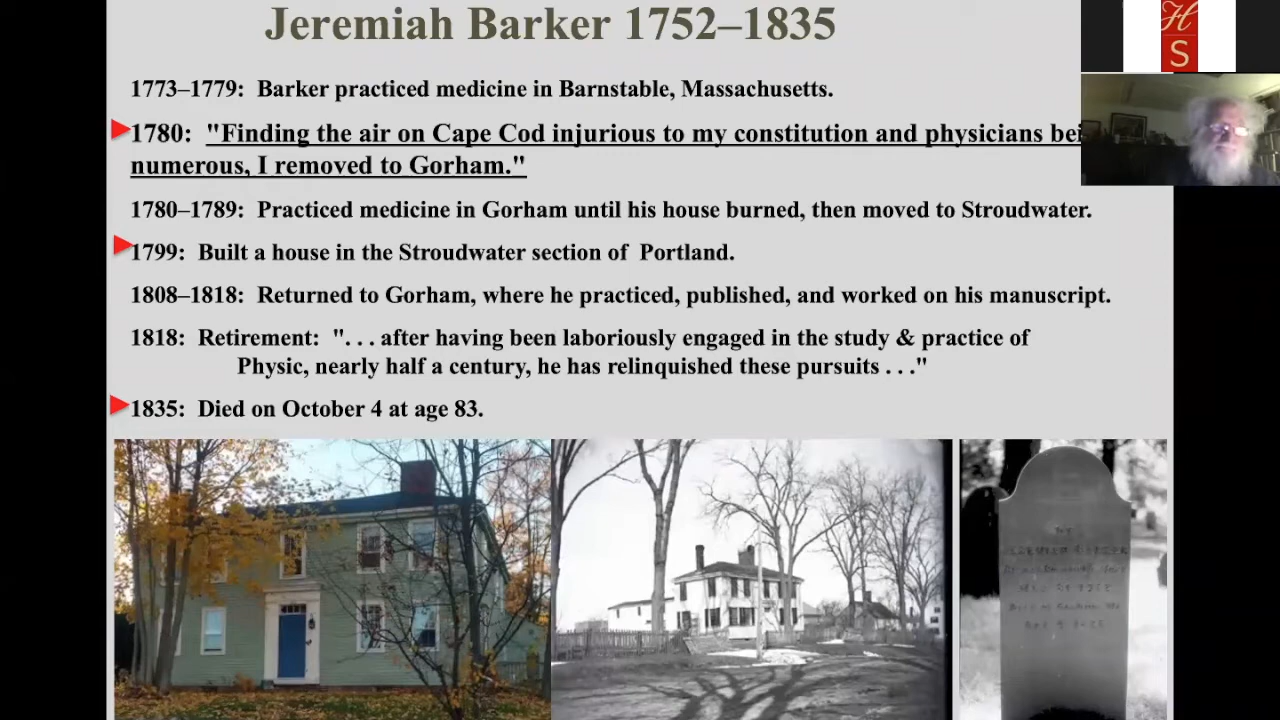 Jeremiah Barker 1752–1835
H
S
1773–1779:  Barker practiced medicine in Barnstable, Massachusetts.
1780:  "Finding the air on Cape Cod injurious to my constitution and physicians
numerous, I removed to Gorham."
1780–1789:  Practiced medicine in Gorham until his house burned, then moved to Stroudwater.
1799:  Built a house in the Stroudwater section of  Portland.
1808–1818:  Returned to Gorham, where he practiced, published, and worked on his manuscript.
1818:  Retirement:  ". . . after having been laboriously engaged in the study & practice of
Physic, nearly half a century, he has relinquished these pursuits . . ."
1835:  Died on October 4 at age 83.